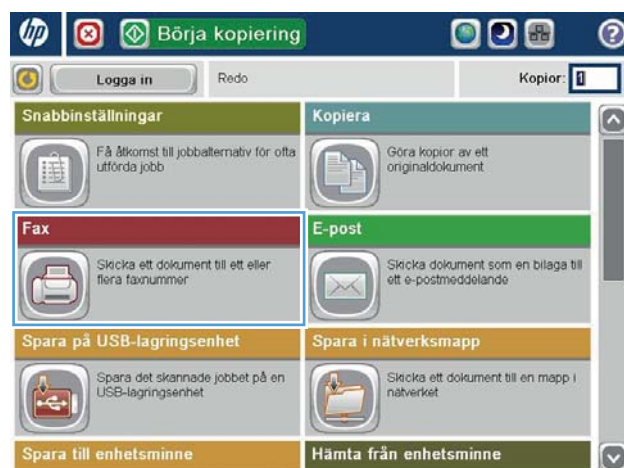 hp
Börja kopiering
?
Logga in
Redo
Kopior: 1
Snabbinställningar
Kopiera
Få åtkomst till jobbalternativ för ofta
utförda jobb
Göra kopior av ett
originaldokument
Fax
E-post
Skicka ett dokument till ett eller
flera faxnummer
Skicka dokument som en bilaga till
ett e-postmeddelande
Spara på USB-lagringsenhet
Spara i nätverksmapp
Spara det skannade jobbet på en
USB-lagringsenhet
Skicka ett dokument till en mapp i
nätverket
Spara till enhetsminne
Hämta från enhetsminne